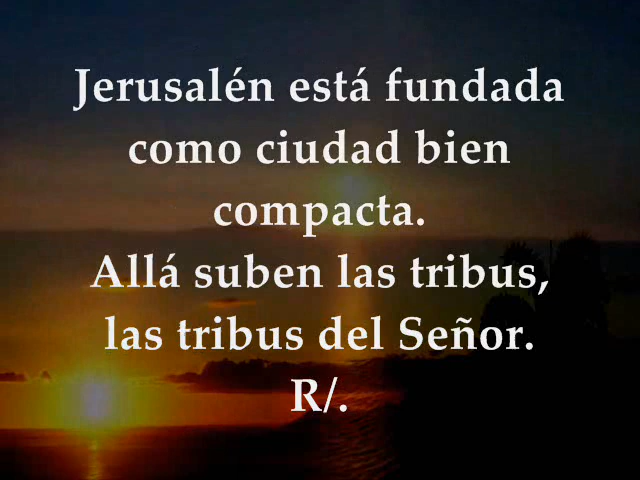 Jerusalén está fundada
como ciudad bien
compacta.
Allá suben las tribus,
las tribus del Señor.
R/.